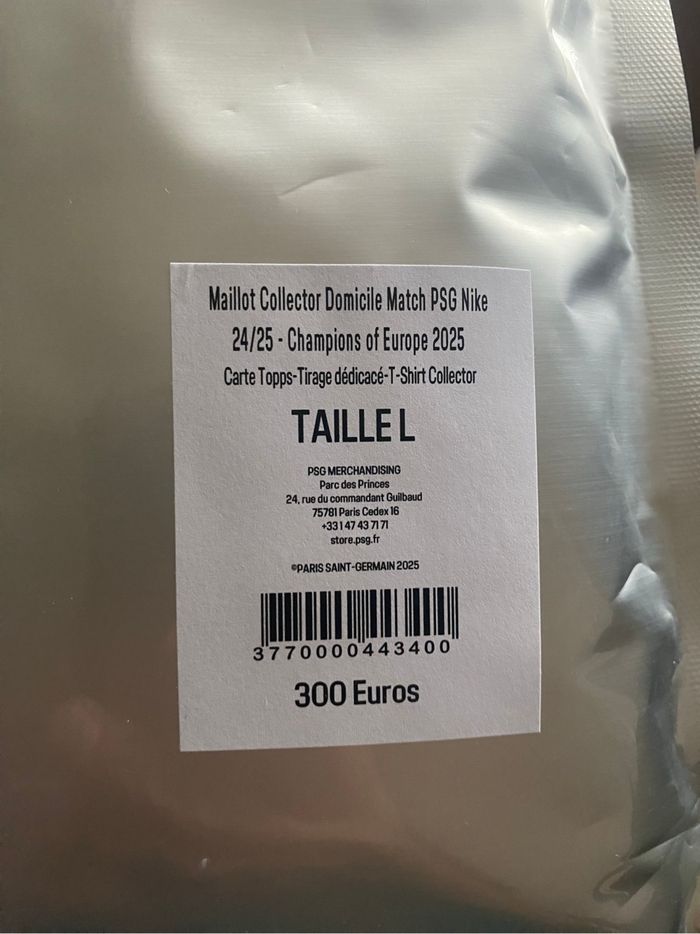 Maillot Collector Domicile Match PSG Nike
24/25 - Champions of Europe 2025
Carte Topps-Tirage dédicacé-T-Shirt Collector
TAILLE L
PSG MERCHANDISING
Parc des Princes
24, rue du commandant Guilbaud
75781 Paris Cedex 16
+33 1 47 43 71 71
store.psg.fr
©PARIS SAINT-GERMAIN 2025
3770000443400
300 Euros